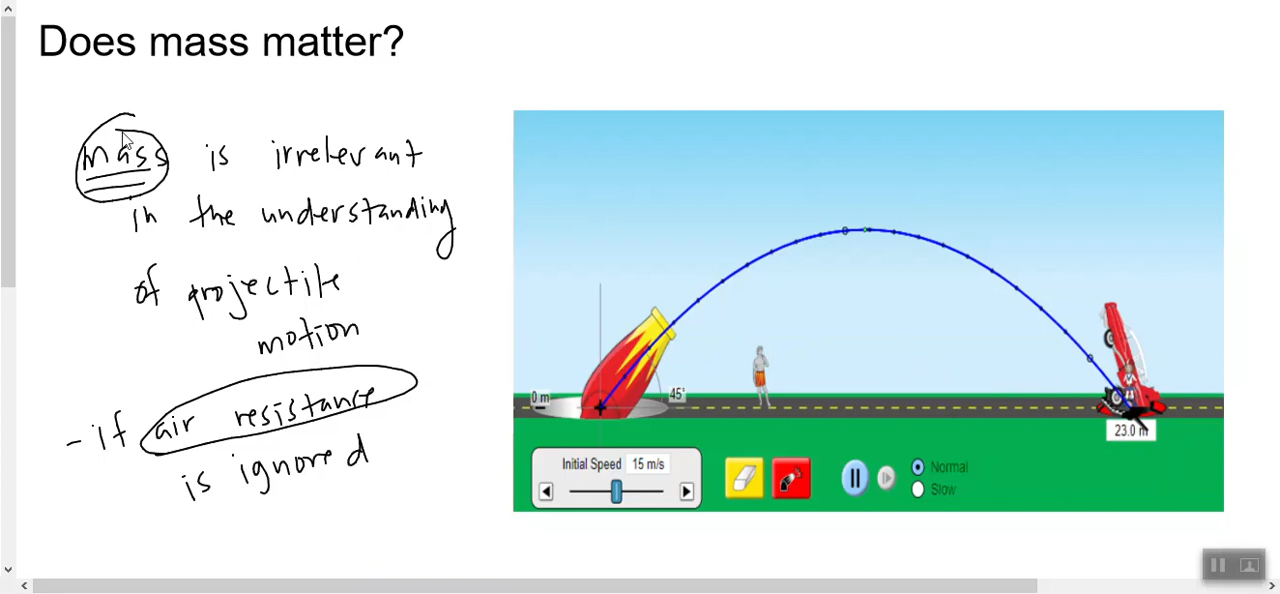 Does mass matter?
mass is irrelevant
in the understanding
of projectile
motion
- if air resistance
is ignored
0 m
45°
23.0 m
Initial Speed 15 m/s
Normal
Slow